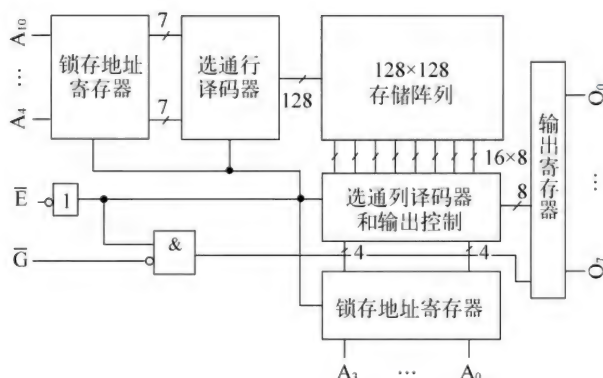 A₁₀
…
A₄
锁存地址
寄存器
7
7
选通行
译码器
128
128×128
存储阵列
16×8
输出寄存器
O₀
…
O₇
E̅
1
选通列译码器
和输出控制
8
G̅
&
4
4
锁存地址寄存器
A₃
…
A₀